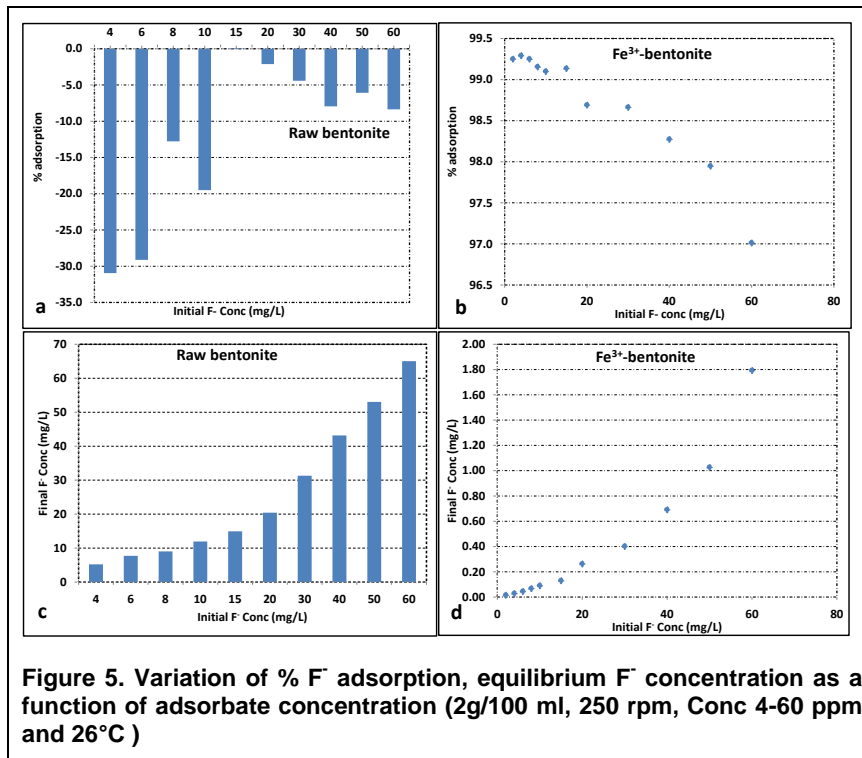 4 6 8 10 15 20 30 40 50 60
0.0
-5.0
-10.0
-15.0
-20.0
-25.0
-30.0
-35.0
% adsorption
Raw bentonite
a
Initial F- Conc (mg/L)
99.5
99.0
98.5
98.0
97.5
97.0
96.5
% adsorption
Fe³⁺-bentonite
0 20 40 60 80
b
Initial F- conc (mg/L)
70
60
50
40
30
20
10
0
Final F⁻ Conc (mg/L)
Raw bentonite
4 6 8 10 15 20 30 40 50 60
c
Initial F⁻ Conc (mg/L)
2.00
1.80
1.60
1.40
1.20
1.00
0.80
0.60
0.40
0.20
0.00
Final F⁻ Conc (mg/L)
Fe³⁺-bentonite
0 20 40 60 80
d
Initial F⁻ Conc (mg/L)
Figure 5. Variation of % F⁻ adsorption, equilibrium F⁻ concentration as a
function of adsorbate concentration (2g/100 ml, 250 rpm, Conc 4-60 ppm
and 26°C )